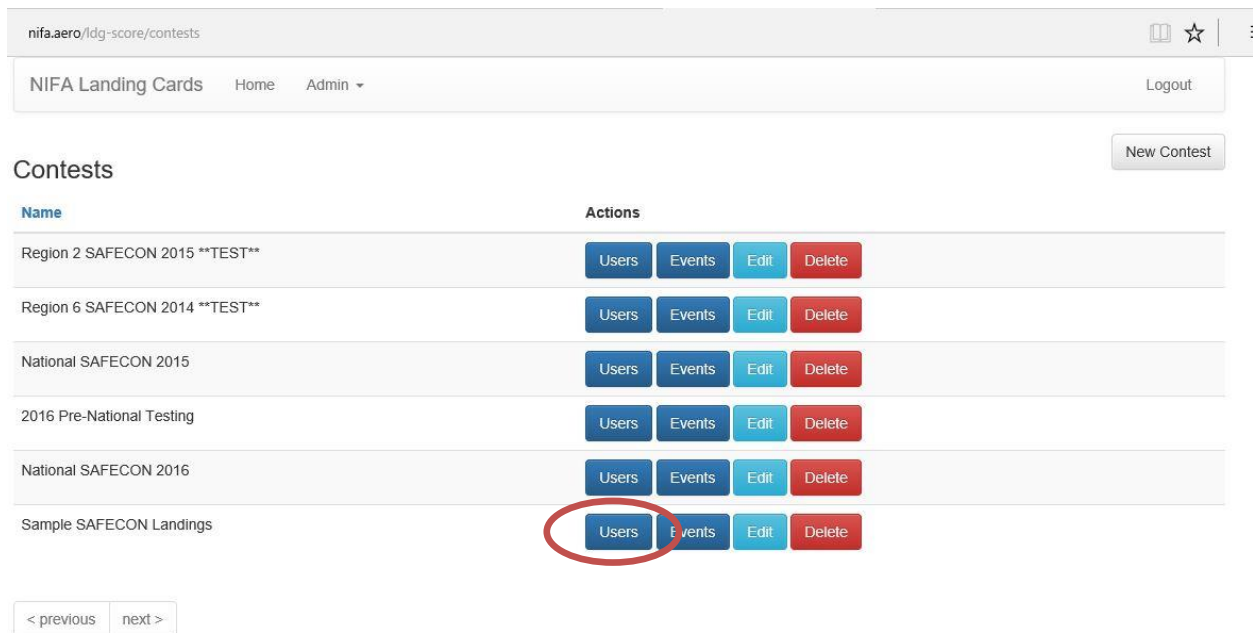 nifa.aero/ldg-score/contests
NIFA Landing Cards Home Admin Logout
New Contest
Contests
Name Actions
Region 2 SAFECON 2015 **TEST** Users Events Edit Delete
Region 6 SAFECON 2014 **TEST** Users Events Edit Delete
National SAFECON 2015 Users Events Edit Delete
2016 Pre-National Testing Users Events Edit Delete
National SAFECON 2016 Users Events Edit Delete
Sample SAFECON Landings Users Events Edit Delete
< previous next >